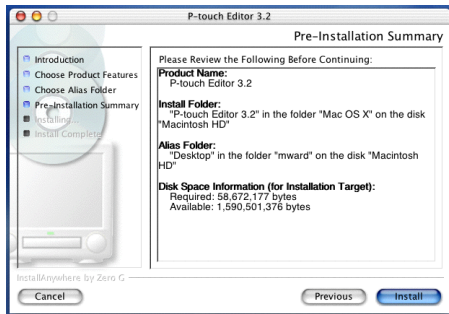 P-touch Editor 3.2
Pre-Installation Summary
Introduction
Choose Product Features
Choose Alias Folder
Pre-Installation Summary
Installing...
Install Complete
Please Review the Following Before Continuing:
Product Name:
P-touch Editor 3.2
Install Folder:
"P-touch Editor 3.2" in the folder "Mac OS X" on the disk
"Macintosh HD"
Alias Folder:
"Desktop" in the folder "mward" on the disk "Macintosh
HD"
Disk Space Information (for Installation Target):
Required: 58,672,177 bytes
Available: 1,590,501,376 bytes
InstallAnywhere by Zero G
Cancel
Previous
Install